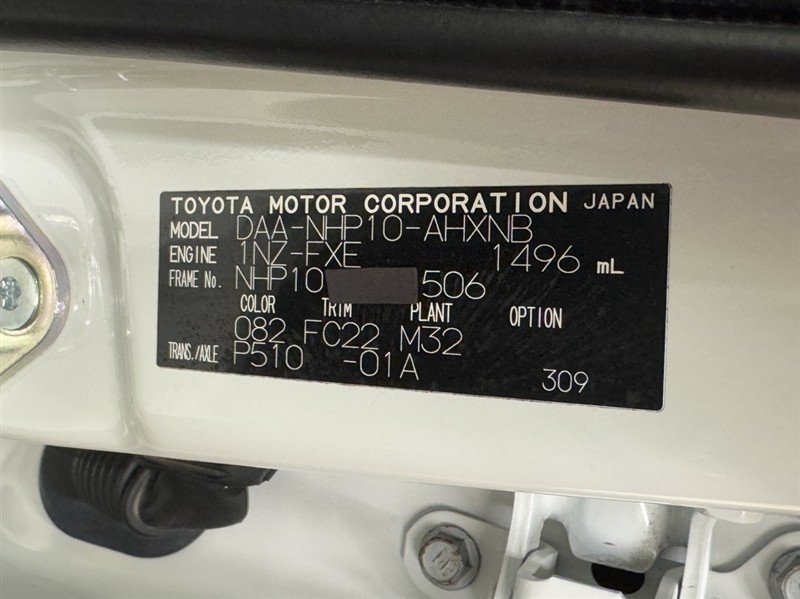 TOYOTA MOTOR CORPORATION JAPAN
MODEL DAA-NHP10-AHXNB
ENGINE 1NZ-FXE 1496 mL
FRAME No. NHP10 506
COLOR TRIM PLANT OPTION
082 FC22 M32
TRANS./AXLE P510 -01A
309